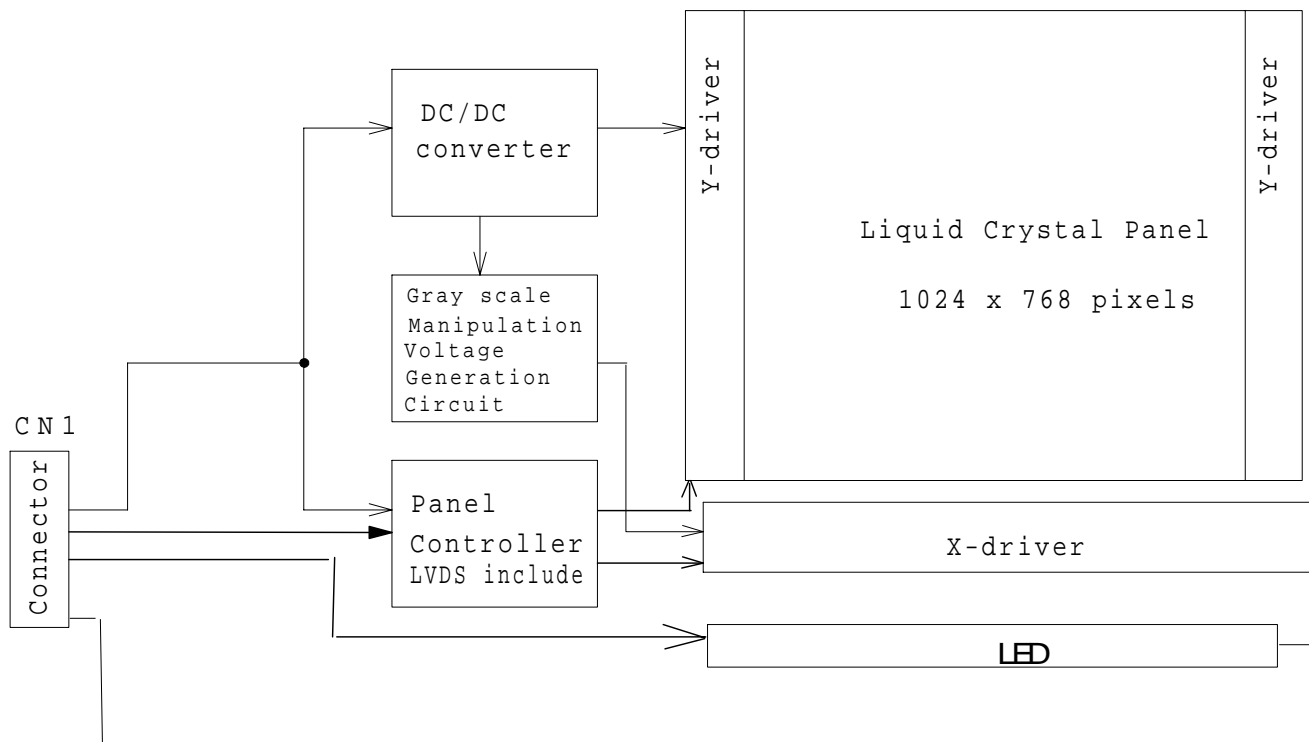 DC/DC
converter
Y-driver
Y-driver
Liquid Crystal Panel
1024 x 768 pixels
Gray scale
Manipulation
Voltage
Generation
Circuit
CN1
Connector
Panel
Controller
LVDS include
X-driver
LED